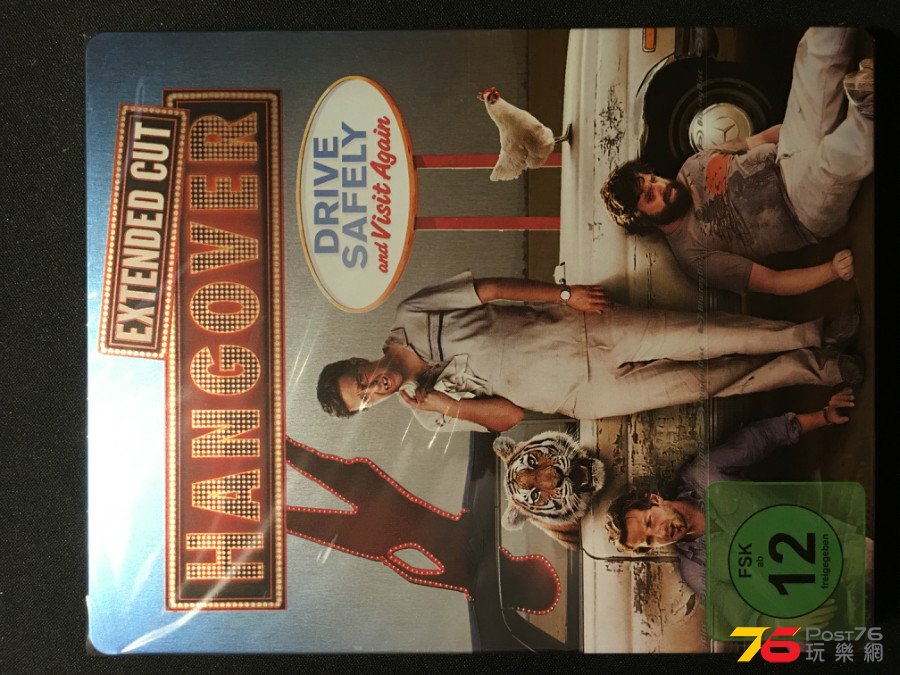 EXTENDED CUT
HANGOVER
DRIVE
SAFELY
and Visit Again
FSK
ab
12
freigegeben
76 POST76
玩樂網